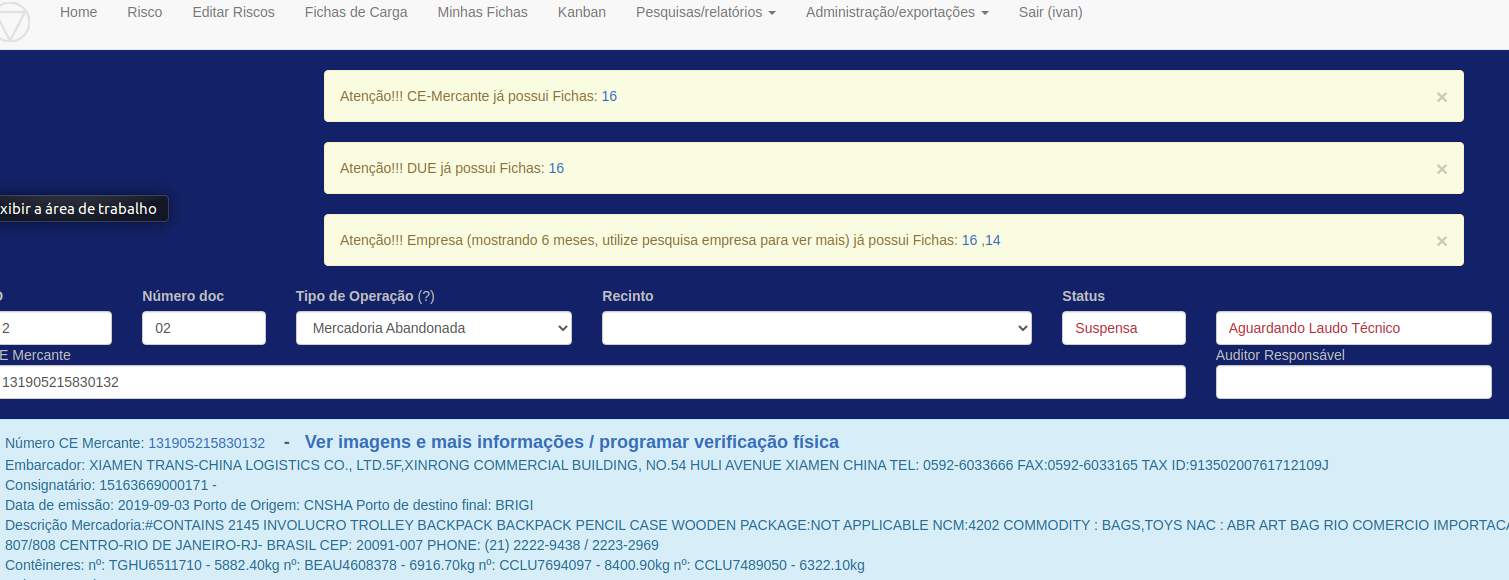 Home Risco Editar Riscos Fichas de Carga Minhas Fichas Kanban Pesquisas/relatórios Administração/exportações Sair (ivan)
Atenção!!! CE-Mercante já possui Fichas: 16 ×
Atenção!!! DUE já possui Fichas: 16 ×
xibir a área de trabalho
Atenção!!! Empresa (mostrando 6 meses, utilize pesquisa empresa para ver mais) já possui Fichas: 16 ,14 ×
Número doc Tipo de Operação (?) Recinto Status
2 02 Mercadoria Abandonada Suspensa Aguardando Laudo Técnico
E Mercante Auditor Responsável
131905215830132
Número CE Mercante: 131905215830132 - Ver imagens e mais informações / programar verificação física
Embarcador: XIAMEN TRANS-CHINA LOGISTICS CO., LTD.5F,XINRONG COMMERCIAL BUILDING, NO.54 HULI AVENUE XIAMEN CHINA TEL: 0592-6033666 FAX:0592-6033165 TAX ID:91350200761712109J
Consignatário: 15163669000171 -
Data de emissão: 2019-09-03 Porto de Origem: CNSHA Porto de destino final: BRIGI
Descrição Mercadoria:#CONTAINS 2145 INVOLUCRO TROLLEY BACKPACK BACKPACK PENCIL CASE WOODEN PACKAGE:NOT APPLICABLE NCM:4202 COMMODITY : BAGS,TOYS NAC : ABR ART BAG RIO COMERCIO IMPORTACA
807/808 CENTRO-RIO DE JANEIRO-RJ- BRASIL CEP: 20091-007 PHONE: (21) 2222-9438 / 2223-2969
Contêineres: nº: TGHU6511710 - 5882.40kg nº: BEAU4608378 - 6916.70kg nº: CCLU7694097 - 8400.90kg nº: CCLU7489050 - 6322.10kg